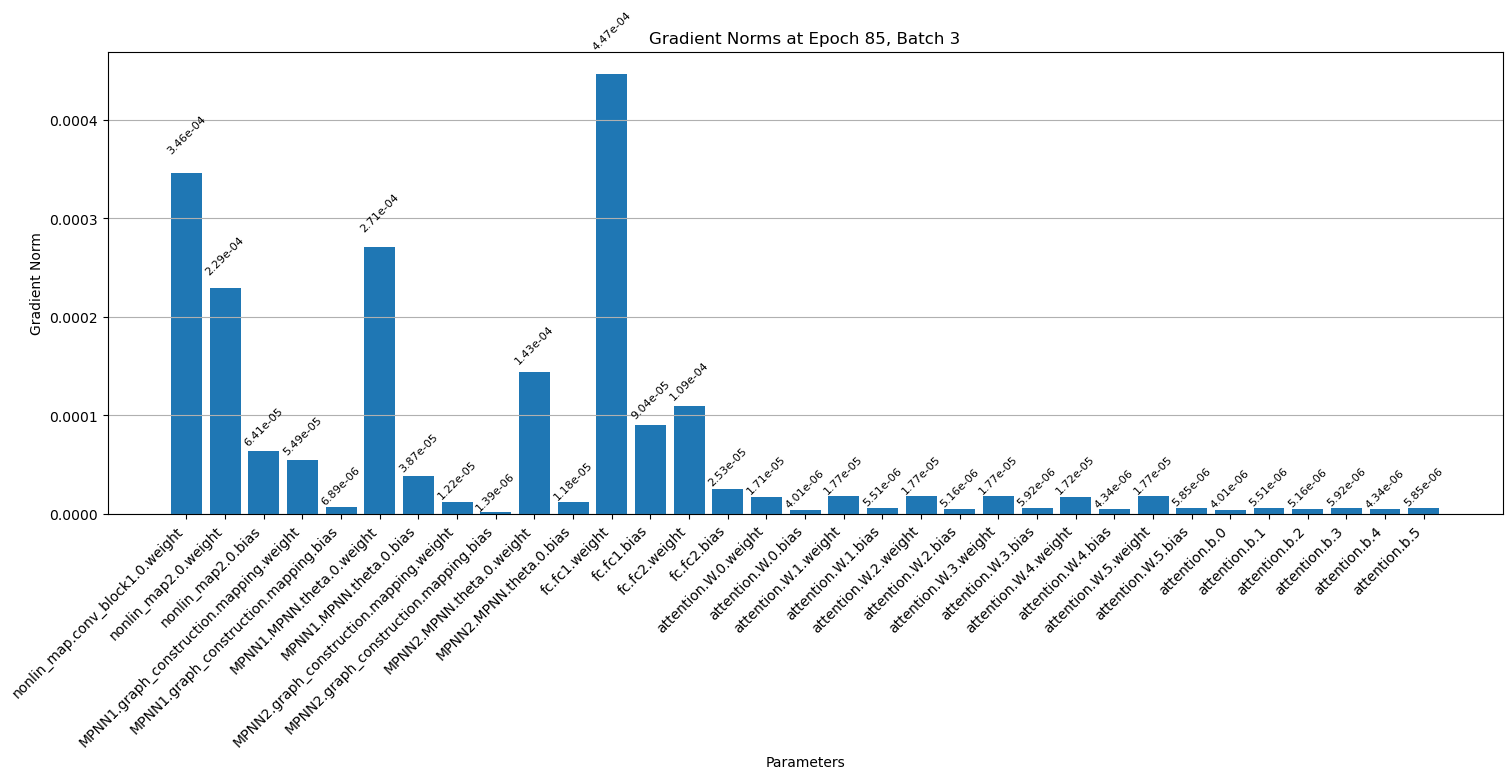 Gradient Norms at Epoch 85, Batch 3
Gradient Norm
0.0004
0.0003
0.0002
0.0001
0.0000
3.46e-04
2.29e-04
6.41e-05
5.49e-05
6.89e-06
2.71e-04
3.87e-05
1.22e-05
1.39e-06
1.43e-04
1.18e-05
4.47e-04
9.04e-05
1.09e-04
2.53e-05
1.71e-05
4.01e-06
1.77e-05
5.51e-06
1.77e-05
5.16e-06
1.77e-05
5.92e-06
1.72e-05
4.34e-06
1.77e-05
5.85e-06
4.01e-06
5.51e-06
5.16e-06
5.92e-06
4.34e-06
5.85e-06
nonlin_map.conv_block1.0.weight
nonlin_map2.0.weight
nonlin_map2.0.bias
MPNN1.graph_construction.mapping.weight
MPNN1.graph_construction.mapping.bias
MPNN1.MPNN.theta.0.weight
MPNN1.MPNN.theta.0.bias
MPNN2.graph_construction.mapping.weight
MPNN2.graph_construction.mapping.bias
MPNN2.MPNN.theta.0.weight
MPNN2.MPNN.theta.0.bias
fc.fc1.weight
fc.fc1.bias
fc.fc2.weight
fc.fc2.bias
attention.W.0.weight
attention.W.0.bias
attention.W.1.weight
attention.W.1.bias
attention.W.2.weight
attention.W.2.bias
attention.W.3.weight
attention.W.3.bias
attention.W.4.weight
attention.W.4.bias
attention.W.5.weight
attention.W.5.bias
attention.b.0
attention.b.1
attention.b.2
attention.b.3
attention.b.4
attention.b.5
Parameters